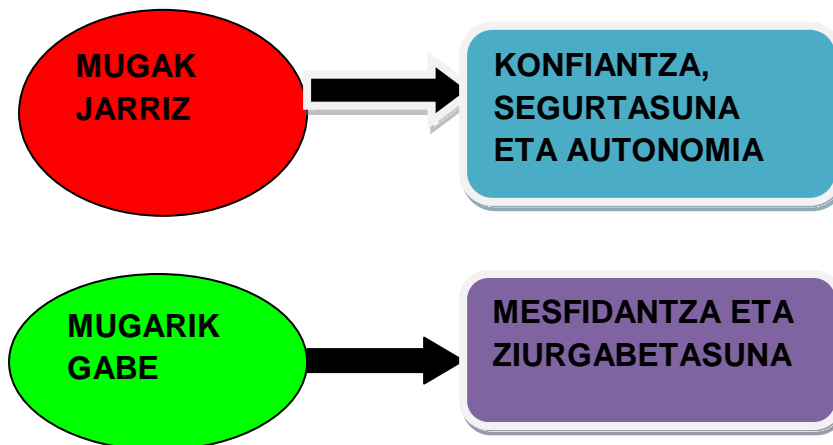 MUGAK
JARRIZ
KONFIANTZA,
SEGURTASUNA
ETA AUTONOMIA
MUGARIK
GABE
MESFIDANTZA ETA
ZIURGABETASUNA